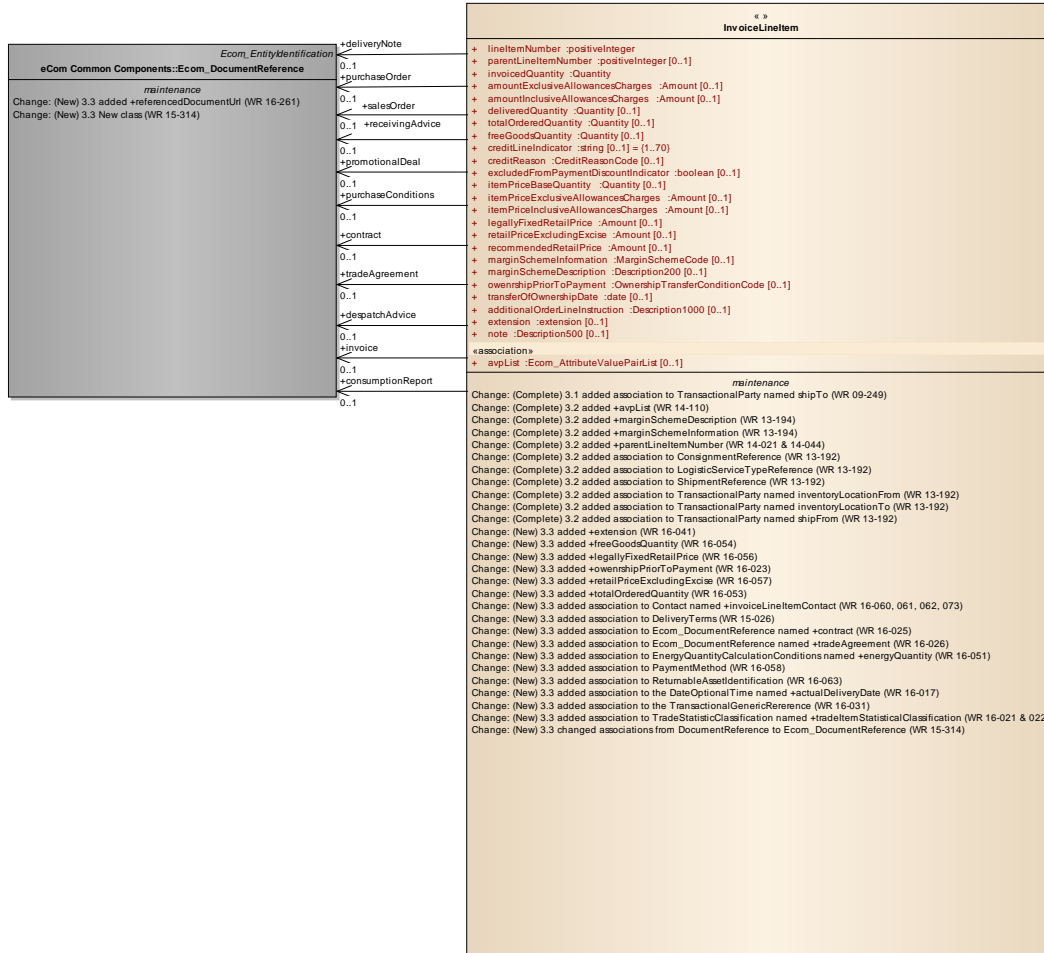 Ecom_EntityIdentification
eCom Common Components::Ecom_DocumentReference
maintenance
Change: (New) 3.3 added +referencedDocumentUrl (WR 16-261)
Change: (New) 3.3 New class (WR 15-314)
+deliveryNote
0..1
+purchaseOrder
0..1
+salesOrder
0..1
+receivingAdvice
0..1
+promotionalDeal
0..1
+purchaseConditions
0..1
+contract
0..1
+tradeAgreement
0..1
+despatchAdvice
0..1
+invoice
0..1
+consumptionReport
0..1
« »
InvoiceLineItem
+ lineItemNumber :positiveInteger
+ parentLineItemNumber :positiveInteger [0..1]
+ invoicedQuantity :Quantity
+ amountExclusiveAllowancesCharges :Amount [0..1]
+ amountInclusiveAllowancesCharges :Amount [0..1]
+ deliveredQuantity :Quantity [0..1]
+ totalOrderedQuantity :Quantity [0..1]
+ freeGoodsQuantity :Quantity [0..1]
+ creditLineIndicator :string [0..1] = {1..70}
+ creditReason :CreditReasonCode [0..1]
+ excludedFromPaymentDiscountIndicator :boolean [0..1]
+ itemPriceBaseQuantity :Quantity [0..1]
+ itemPriceExclusiveAllowancesCharges :Amount [0..1]
+ itemPriceInclusiveAllowancesCharges :Amount [0..1]
+ legallyFixedRetailPrice :Amount [0..1]
+ retailPriceExcludingExcise :Amount [0..1]
+ recommendedRetailPrice :Amount [0..1]
+ marginSchemeInformation :MarginSchemeCode [0..1]
+ marginSchemeDescription :Description200 [0..1]
+ owenrshipPriorToPayment :OwnershipTransferConditionCode [0..1]
+ transferOfOwnershipDate :date [0..1]
+ additionalOrderLineInstruction :Description1000 [0..1]
+ extension :extension [0..1]
+ note :Description500 [0..1]
«association»
+ avpList :Ecom_AttributeValuePairList [0..1]
maintenance
Change: (Complete) 3.1 added association to TransactionalParty named shipTo (WR 09-249)
Change: (Complete) 3.2 added +avpList (WR 14-110)
Change: (Complete) 3.2 added +marginSchemeDescription (WR 13-194)
Change: (Complete) 3.2 added +marginSchemeInformation (WR 13-194)
Change: (Complete) 3.2 added +parentLineItemNumber (WR 14-021 & 14-044)
Change: (Complete) 3.2 added association to ConsignmentReference (WR 13-192)
Change: (Complete) 3.2 added association to LogisticServiceTypeReference (WR 13-192)
Change: (Complete) 3.2 added association to ShipmentReference (WR 13-192)
Change: (Complete) 3.2 added association to TransactionalParty named inventoryLocationFrom (WR 13-192)
Change: (Complete) 3.2 added association to TransactionalParty named inventoryLocationTo (WR 13-192)
Change: (Complete) 3.2 added association to TransactionalParty named shipFrom (WR 13-192)
Change: (New) 3.3 added +extension (WR 16-041)
Change: (New) 3.3 added +freeGoodsQuantity (WR 16-054)
Change: (New) 3.3 added +legallyFixedRetailPrice (WR 16-056)
Change: (New) 3.3 added +owenrshipPriorToPayment (WR 16-023)
Change: (New) 3.3 added +retailPriceExcludingExcise (WR 16-057)
Change: (New) 3.3 added +totalOrderedQuantity (WR 16-053)
Change: (New) 3.3 added association to Contact named +invoiceLineItemContact (WR 16-060, 061, 062, 073)
Change: (New) 3.3 added association to DeliveryTerms (WR 15-026)
Change: (New) 3.3 added association to Ecom_DocumentReference named +contract (WR 16-025)
Change: (New) 3.3 added association to Ecom_DocumentReference named +tradeAgreement (WR 16-026)
Change: (New) 3.3 added association to EnergyQuantityCalculationConditions named +energyQuantity (WR 16-051)
Change: (New) 3.3 added association to PaymentMethod (WR 16-058)
Change: (New) 3.3 added association to ReturnableAssetIdentification (WR 16-063)
Change: (New) 3.3 added association to the DateOptionalTime named +actualDeliveryDate (WR 16-017)
Change: (New) 3.3 added association to the TransactionalGenericRererence (WR 16-031)
Change: (New) 3.3 added association to TradeStatisticClassification named +tradeItemStatisticalClassification (WR 16-021 & 022
Change: (New) 3.3 changed associations from DocumentReference to Ecom_DocumentReference (WR 15-314)